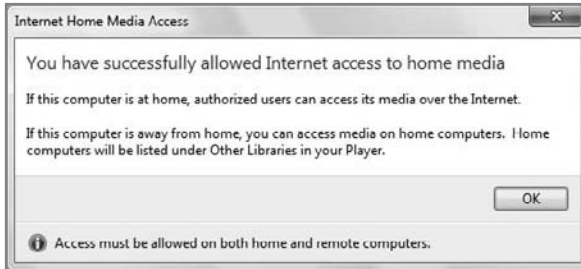 Internet Home Media Access
You have successfully allowed Internet access to home media
If this computer is at home, authorized users can access its media over the Internet.
If this computer is away from home, you can access media on home computers. Home
computers will be listed under Other Libraries in your Player.
OK
Access must be allowed on both home and remote computers.